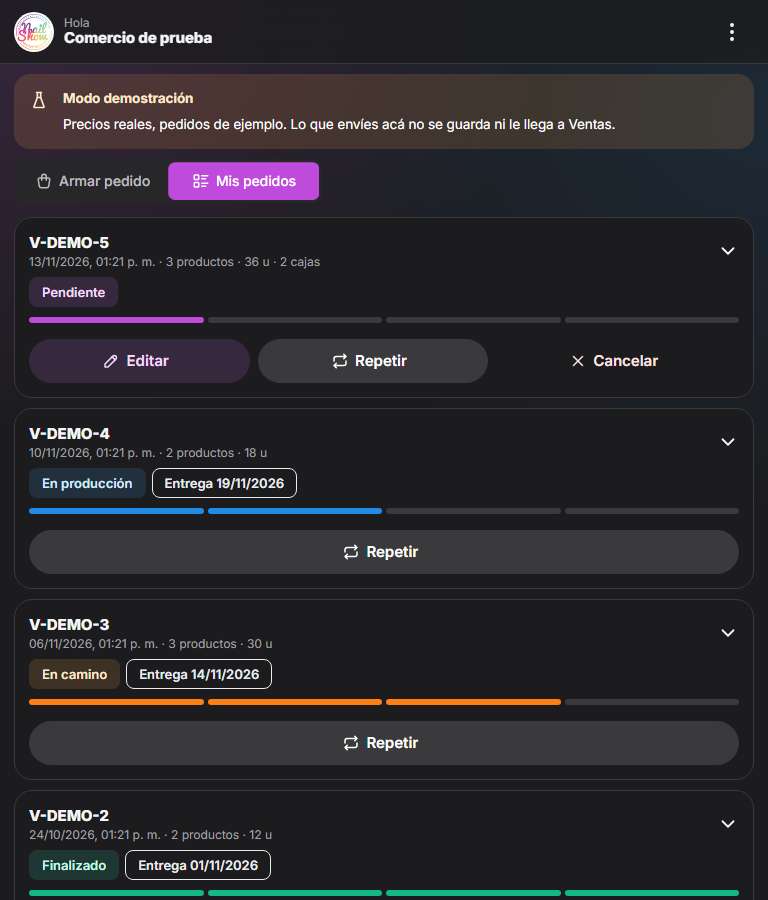 Nail
Show
Hola
Comercio de prueba
Modo demostración
Precios reales, pedidos de ejemplo. Lo que envíes acá no se guarda ni le llega a Ventas.
Armar pedido
Mis pedidos
V-DEMO-5
13/11/2026, 01:21 p. m. · 3 productos · 36 u · 2 cajas
Pendiente
Editar
Repetir
Cancelar
V-DEMO-4
10/11/2026, 01:21 p. m. · 2 productos · 18 u
En producción
Entrega 19/11/2026
Repetir
V-DEMO-3
06/11/2026, 01:21 p. m. · 3 productos · 30 u
En camino
Entrega 14/11/2026
Repetir
V-DEMO-2
24/10/2026, 01:21 p. m. · 2 productos · 12 u
Finalizado
Entrega 01/11/2026